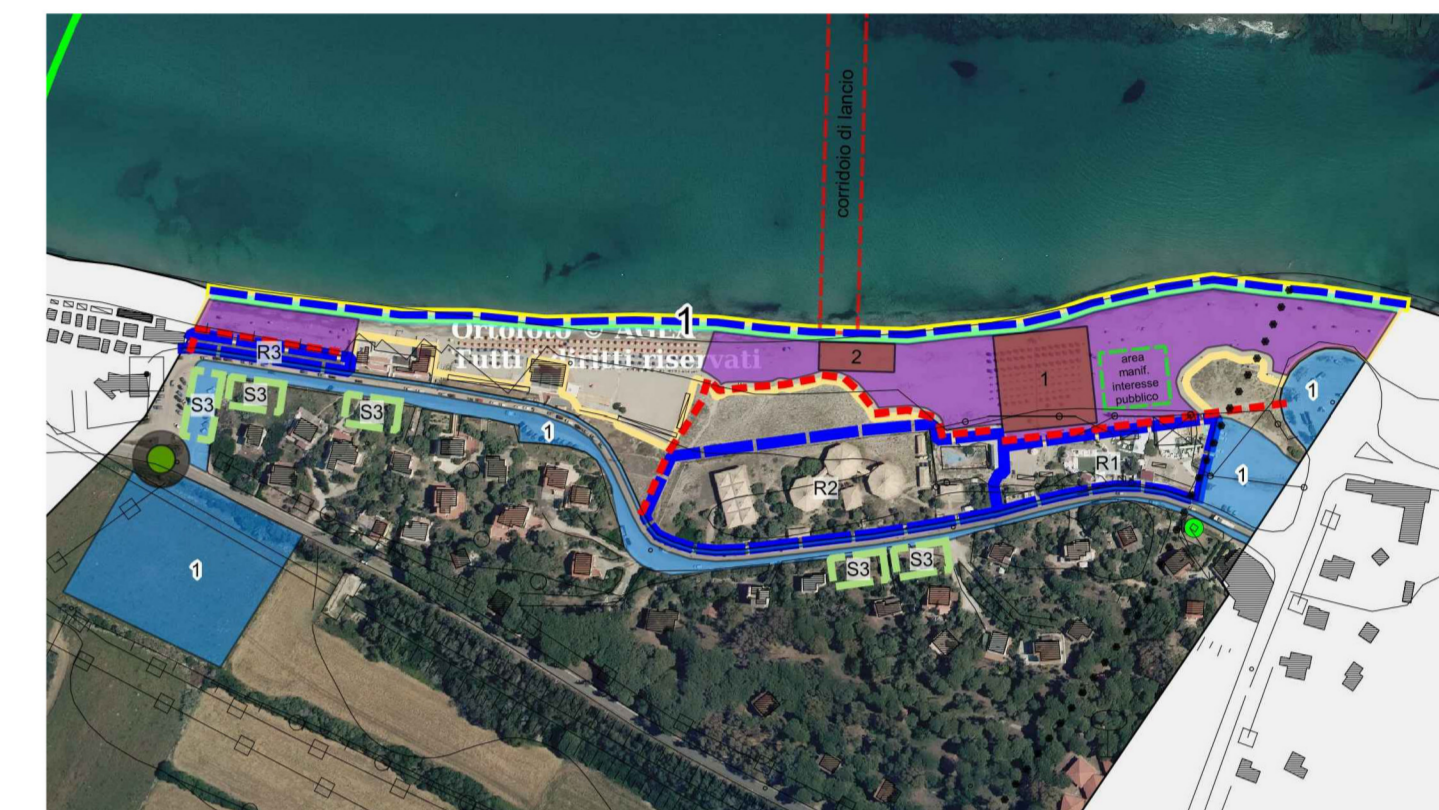 corridoio di lancio
1
Ortofoto © AGEA
Tutti i diritti riservati
2
1
area
manif.
interesse
pubblico
R3
S3
S3
S3
1
1
R1
1
R2
S3
S3
1